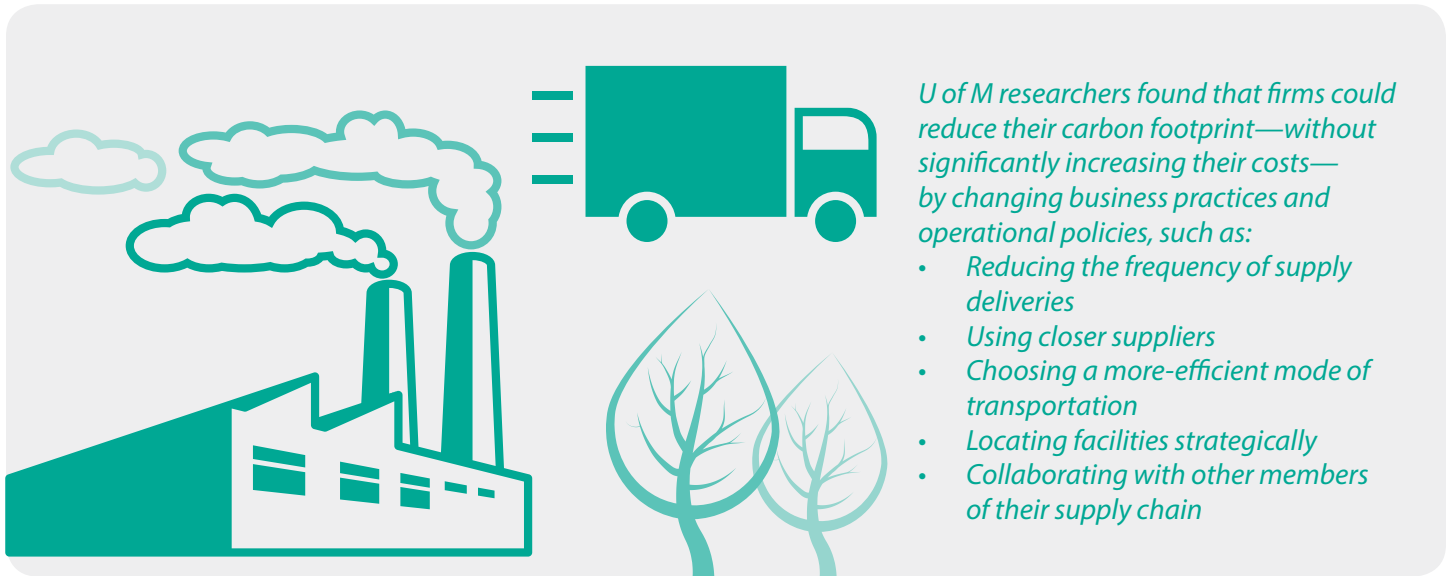 U of M researchers found that firms could
reduce their carbon footprint—without
significantly increasing their costs—
by changing business practices and
operational policies, such as:
• Reducing the frequency of supply
deliveries
• Using closer suppliers
• Choosing a more-efficient mode of
transportation
• Locating facilities strategically
• Collaborating with other members
of their supply chain